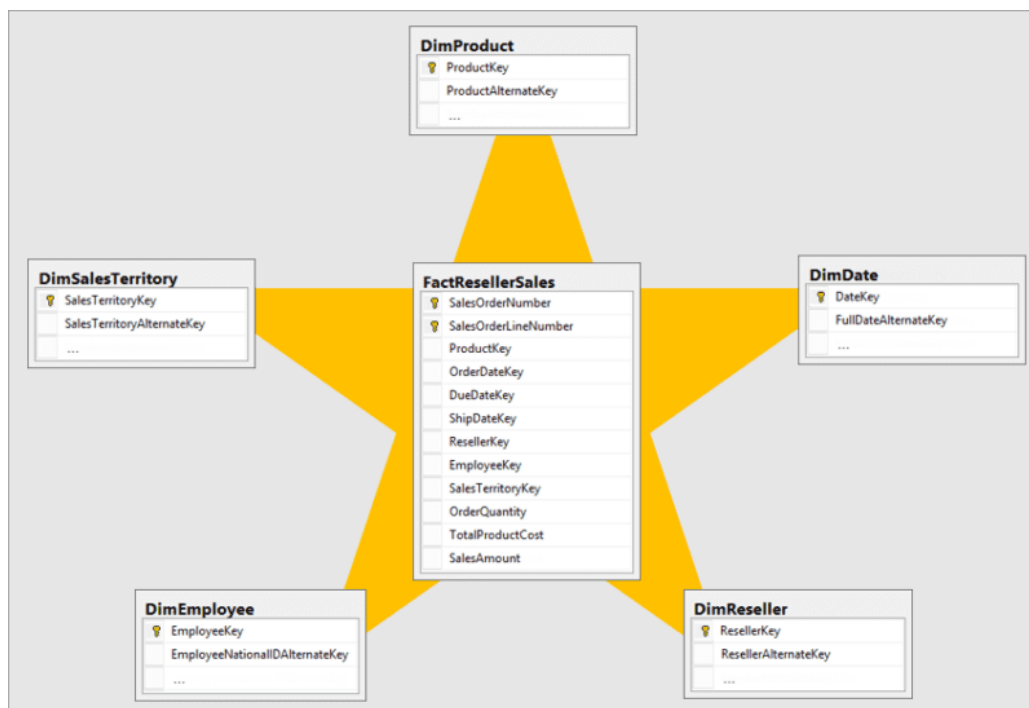 DimProduct
ProductKey
ProductAlternateKey
...
DimSalesTerritory
SalesTerritoryKey
SalesTerritoryAlternateKey
...
FactResellerSales
SalesOrderNumber
SalesOrderLineNumber
ProductKey
OrderDateKey
DueDateKey
ShipDateKey
ResellerKey
EmployeeKey
SalesTerritoryKey
OrderQuantity
TotalProductCost
SalesAmount
DimDate
DateKey
FullDateAlternateKey
...
DimEmployee
EmployeeKey
EmployeeNationalIDAlternateKey
...
DimReseller
ResellerKey
ResellerAlternateKey
...